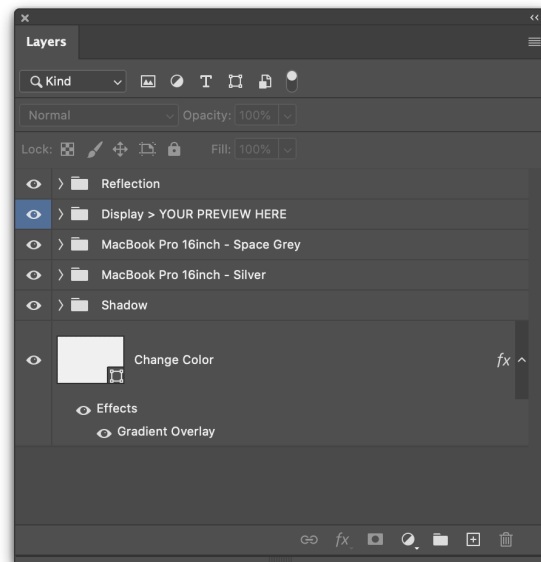 Layers
Kind
Normal Opacity: 100%
Lock: Fill: 100%
Reflection
Display > YOUR PREVIEW HERE
MacBook Pro 16inch - Space Grey
MacBook Pro 16inch - Silver
Shadow
Change Color fx
Effects
Gradient Overlay
fx